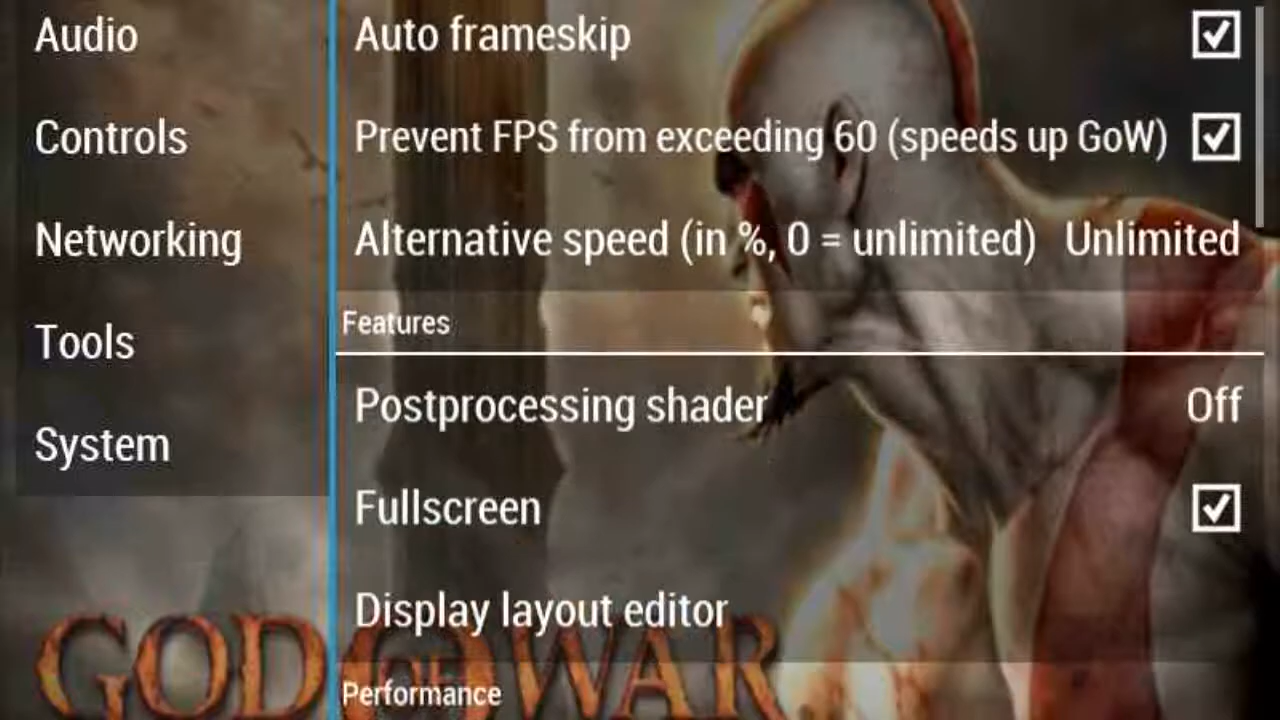 Audio
Controls
Networking
Tools
System
Auto frameskip
Prevent FPS from exceeding 60 (speeds up GoW)
Alternative speed (in %, 0 = unlimited) Unlimited
Features
Postprocessing shader Off
Fullscreen
Display layout editor
Performance
GOD OF WAR